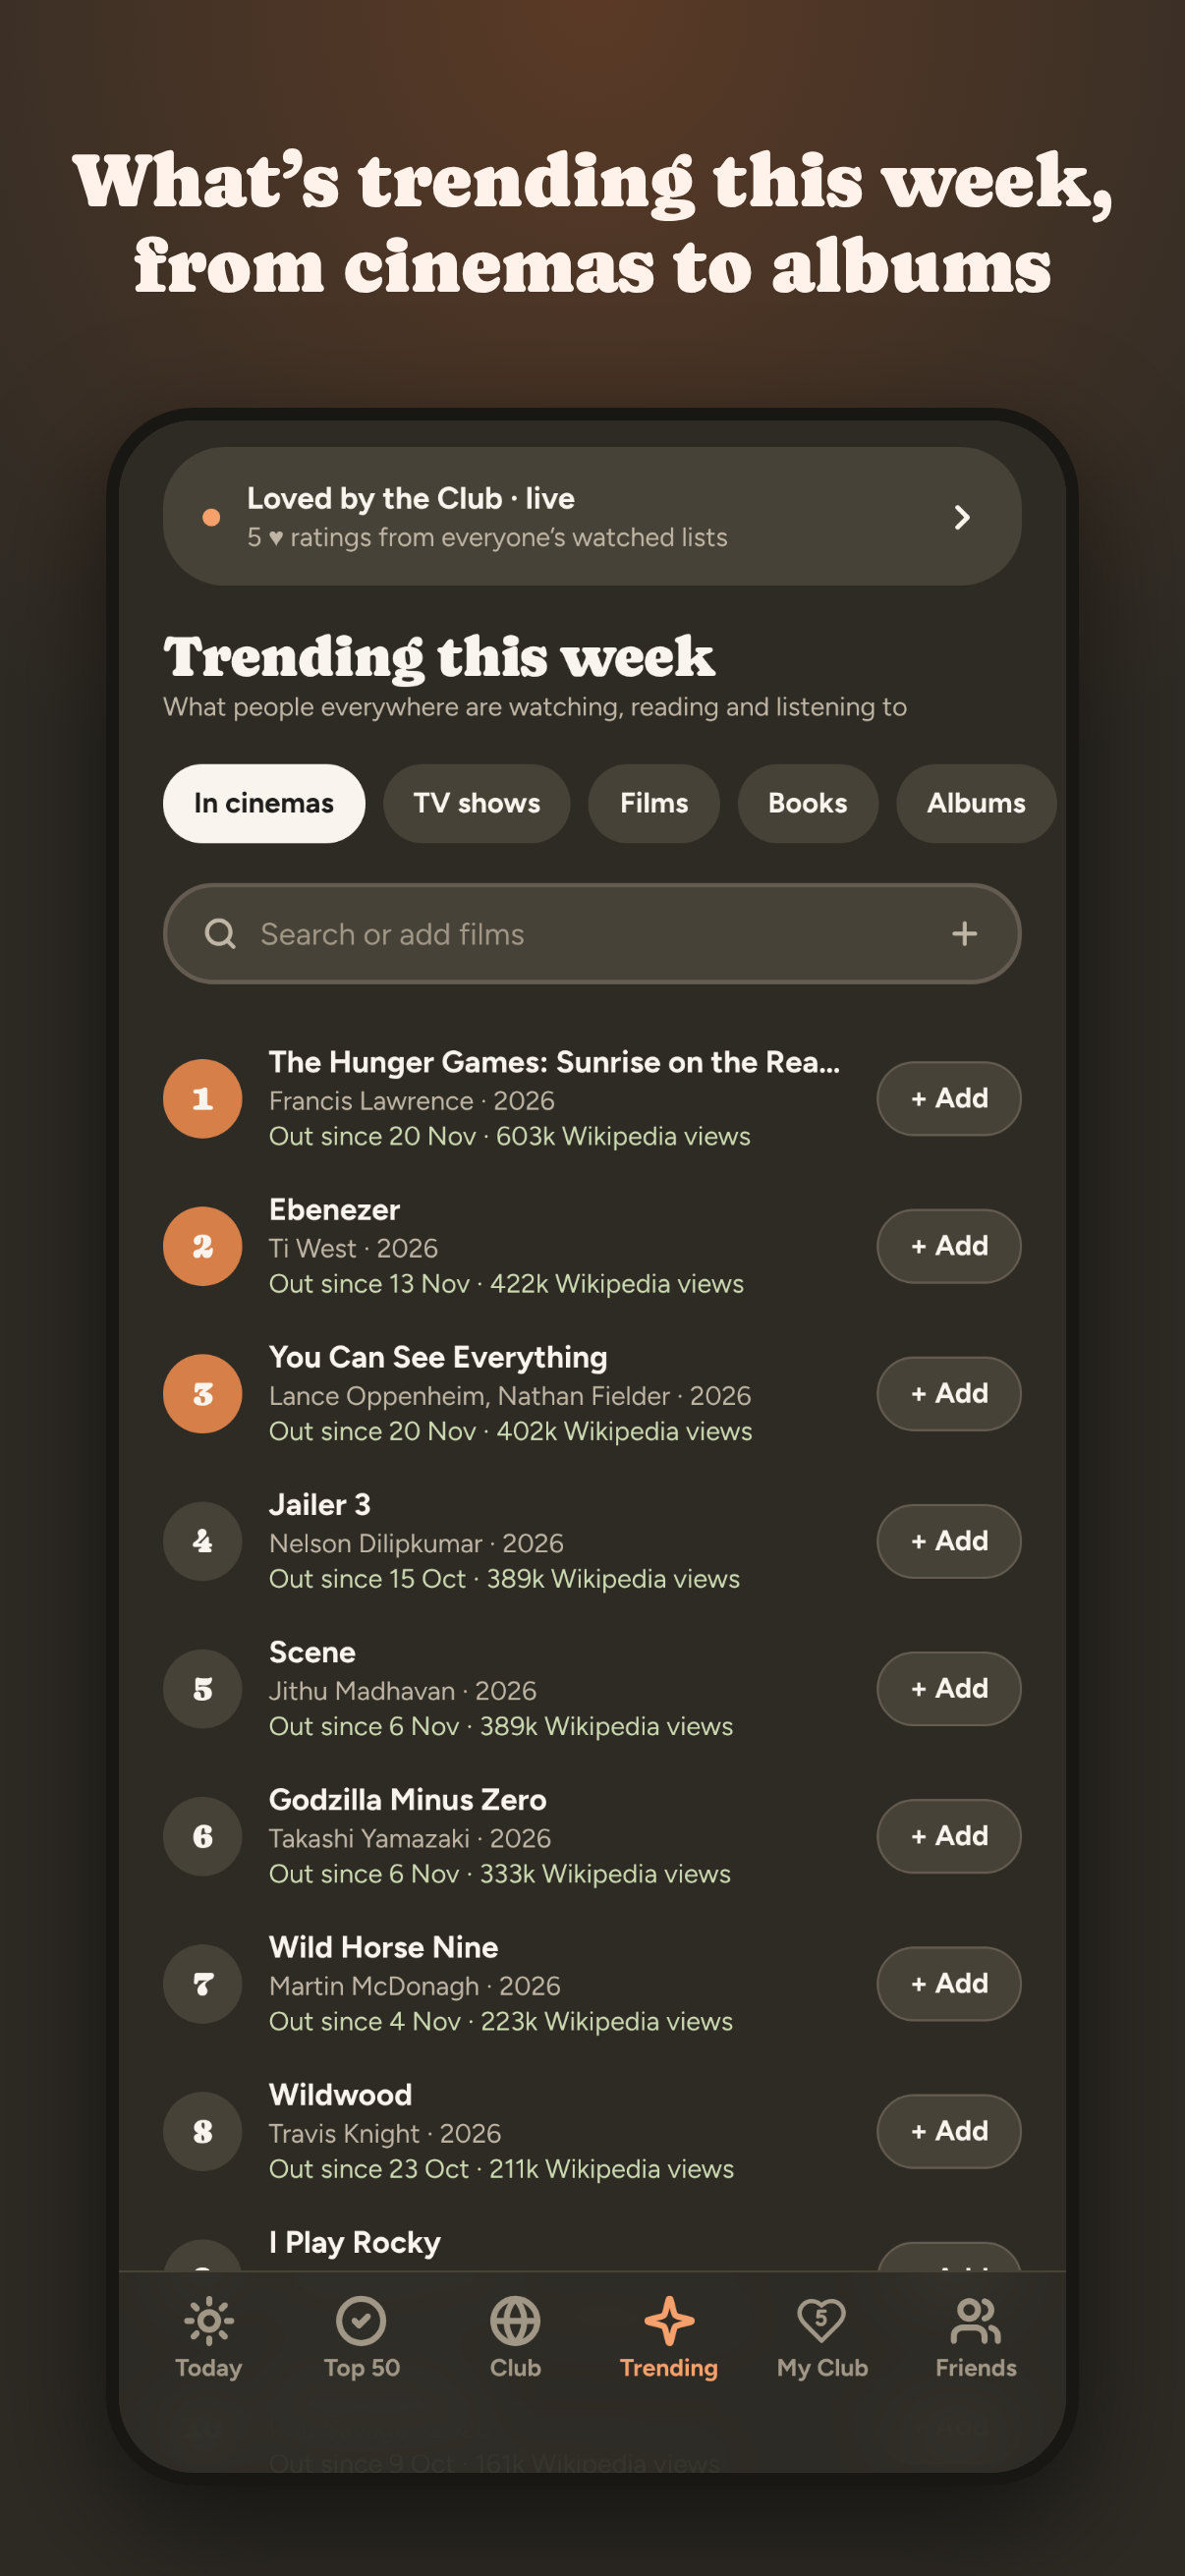 What’s trending this week,
from cinemas to albums
Loved by the Club · live
5 ♥ ratings from everyone’s watched lists
Trending this week
What people everywhere are watching, reading and listening to
In cinemas
TV shows
Films
Books
Albums
Search or add films
+
1
The Hunger Games: Sunrise on the Rea...
Francis Lawrence · 2026
Out since 20 Nov · 603k Wikipedia views
+ Add
2
Ebenezer
Ti West · 2026
Out since 13 Nov · 422k Wikipedia views
+ Add
3
You Can See Everything
Lance Oppenheim, Nathan Fielder · 2026
Out since 20 Nov · 402k Wikipedia views
+ Add
4
Jailer 3
Nelson Dilipkumar · 2026
Out since 15 Oct · 389k Wikipedia views
+ Add
5
Scene
Jithu Madhavan · 2026
Out since 6 Nov · 389k Wikipedia views
+ Add
6
Godzilla Minus Zero
Takashi Yamazaki · 2026
Out since 6 Nov · 333k Wikipedia views
+ Add
7
Wild Horse Nine
Martin McDonagh · 2026
Out since 4 Nov · 223k Wikipedia views
+ Add
8
Wildwood
Travis Knight · 2026
Out since 23 Oct · 211k Wikipedia views
+ Add
I Play Rocky
Today
Top 50
Club
Trending
5
My Club
Friends
Out since 9 Oct · 161k Wikipedia views